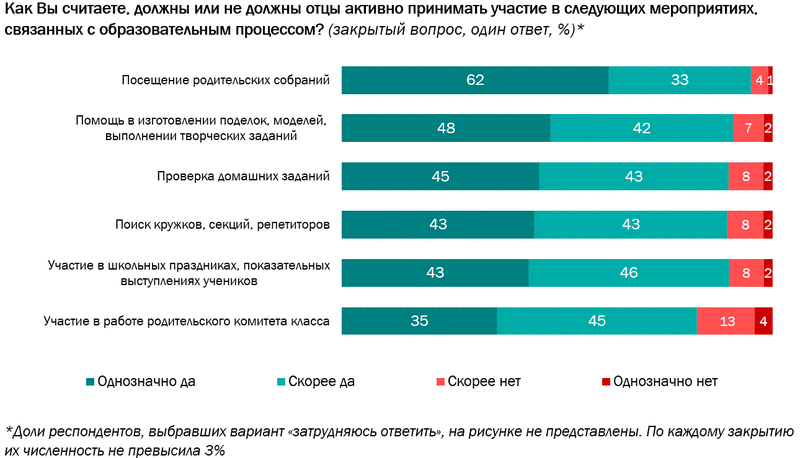 Как Вы считаете, должны или не должны отцы активно принимать участие в следующих мероприятиях,
связанных с образовательным процессом? (закрытый вопрос, один ответ, %)*
Посещение родительских собраний
62 33 4 1
Помощь в изготовлении поделок, моделей,
выполнении творческих заданий
48 42 7 2
Проверка домашних заданий
45 43 8 2
Поиск кружков, секций, репетиторов
43 43 8 2
Участие в школьных праздниках, показательных
выступлениях учеников
43 46 8 2
Участие в работе родительского комитета класса
35 45 13 4
Однозначно да Скорее да Скорее нет Однозначно нет
*Доли респондентов, выбравших вариант «затрудняюсь ответить», на рисунке не представлены. По каждому закрытию
их численность не превысила 3%